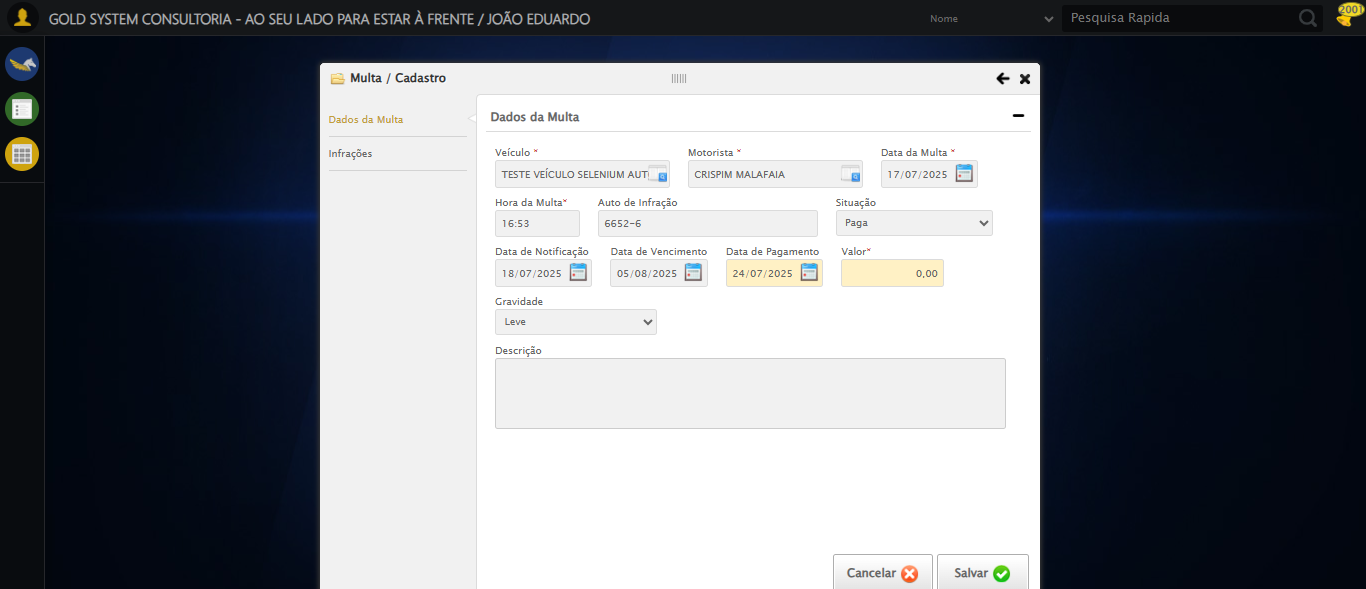 GOLD SYSTEM CONSULTORIA - AO SEU LADO PARA ESTAR À FRENTE / JOÃO EDUARDO
Nome
Pesquisa Rapida
2001
Multa / Cadastro
Dados da Multa
Infrações
Dados da Multa
Veículo * Motorista * Data da Multa *
TESTE VEÍCULO SELENIUM AUT CRISPIM MALAFAIA 17/07/2025
Hora da Multa* Auto de Infração Situação
16:53 6652-6 Paga
Data de Notificação Data de Vencimento Data de Pagamento Valor*
18/07/2025 05/08/2025 24/07/2025 0,00
Gravidade
Leve
Descrição
Cancelar Salvar